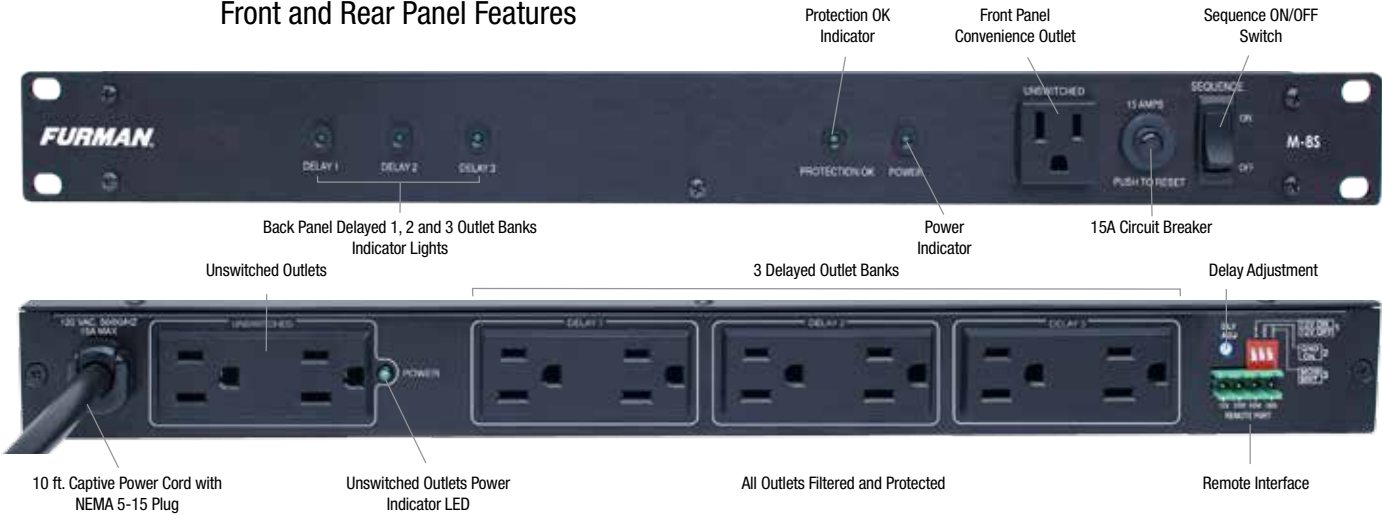 Front and Rear Panel Features
Protection OK
Indicator
Front Panel
Convenience Outlet
Sequence ON/OFF
Switch
FURMAN
DELAY 1
DELAY 2
DELAY 3
PROTECTION OK
POWER
UNSWITCHED
15 AMPS
PUSH TO RESET
SEQUENCE
ON
OFF
M-8S
Back Panel Delayed 1, 2 and 3 Outlet Banks
Indicator Lights
Power
Indicator
15A Circuit Breaker
Unswitched Outlets
3 Delayed Outlet Banks
Delay Adjustment
15A MAX
UNSWITCHED
POWER
DELAY 1
DELAY 2
DELAY 3
DLY
ADJ
REMOTE PORT
10 ft. Captive Power Cord with
NEMA 5-15 Plug
Unswitched Outlets Power
Indicator LED
All Outlets Filtered and Protected
Remote Interface